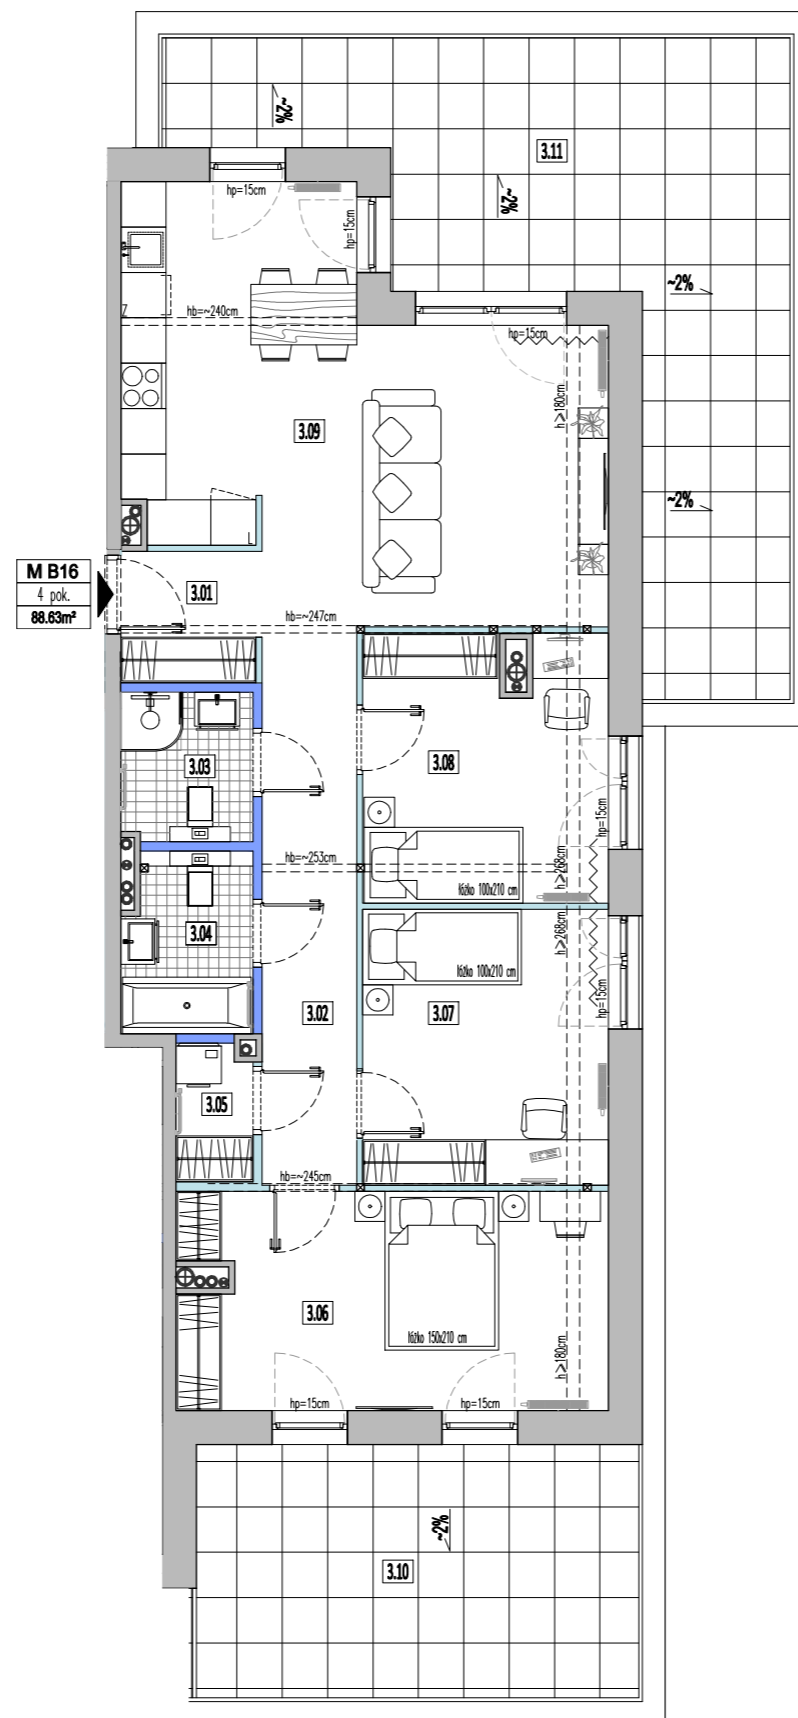 ~2%
3.11
hp=15cm
hp=15cm
~2%
~2%
Z
hb=~240cm
hp=15cm
h≥180cm
3.09
~2%
M B16
4 pok.
88.63m²
3.01
L
hb=~247cm
3.03
3.08
hp=15cm
hb=~253cm
h≥268cm
łóżko 100x210 cm
3.04
h≥268cm
łóżko 100x210 cm
hp=15cm
3.02
3.07
3.05
hb=~245cm
3.06
łóżko 150x210 cm
h≥180cm
hp=15cm
hp=15cm
~2%
3.10